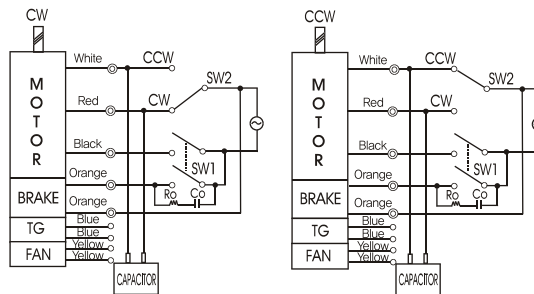 CW
White
CCW
SW2
Red
CW
MOTOR
Black
SW1
Orange
Ro
Co
BRAKE
Orange
TG
Blue
Blue
FAN
Yellow
Yellow
CAPACITOR
CCW
White
CCW
SW2
Red
CW
MOTOR
Black
SW1
Orange
Ro
Co
BRAKE
Orange
TG
Blue
Blue
FAN
Yellow
Yellow
CAPACITOR